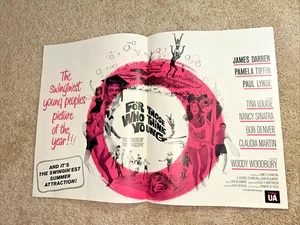 The
Swingin'est
young peoples
picture
of the
year!!!
AND IT'S
THE SWINGIN'EST
SUMMER
ATTRACTION!
FOR THOSE
WHO THINK
YOUNG
JAMES DARREN
PAMELA TIFFIN
PAUL LYNDE
TINA LOUISE
NANCY SINATRA
BOB DENVER
CLAUDIA MARTIN
WOODY WOODBURY
UA